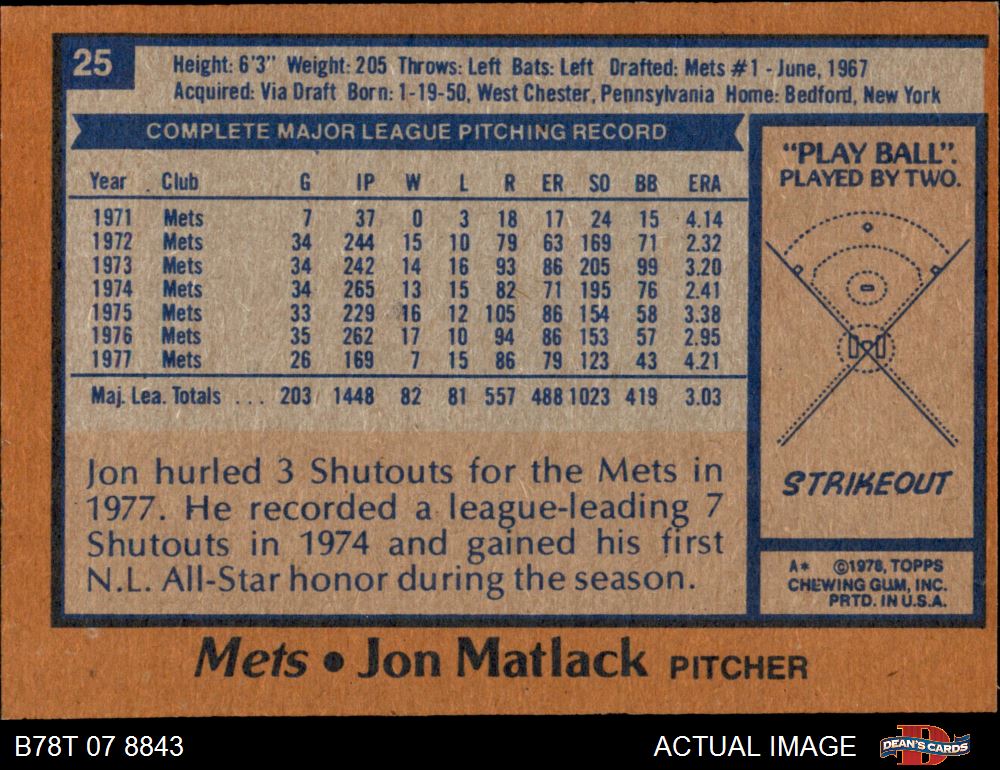 25
Height: 6'3" Weight: 205 Throws: Left Bats: Left Drafted: Mets #1 - June, 1967
Acquired: Via Draft Born: 1-19-50, West Chester, Pennsylvania Home: Bedford, New York
COMPLETE MAJOR LEAGUE PITCHING RECORD
Year Club G IP W L R ER SO BB ERA
1971 Mets 7 37 0 3 18 17 24 15 4.14
1972 Mets 34 244 15 10 79 63 169 71 2.32
1973 Mets 34 242 14 16 93 86 205 99 3.20
1974 Mets 34 265 13 15 82 71 195 76 2.41
1975 Mets 33 229 16 12 105 86 154 58 3.38
1976 Mets 35 262 17 10 94 86 153 57 2.95
1977 Mets 26 169 7 15 86 79 123 43 4.21
Maj. Lea. Totals ... 203 1448 82 81 557 488 1023 419 3.03
Jon hurled 3 Shutouts for the Mets in
1977. He recorded a league-leading 7
Shutouts in 1974 and gained his first
N.L. All-Star honor during the season.
"PLAY BALL".
PLAYED BY TWO.
STRIKEOUT
A* ©1978, TOPPS
CHEWING GUM, INC.
PRTD. IN U.S.A.
Mets • Jon Matlack PITCHER
B78T 07 8843
ACTUAL IMAGE
DEAN'S CARDS